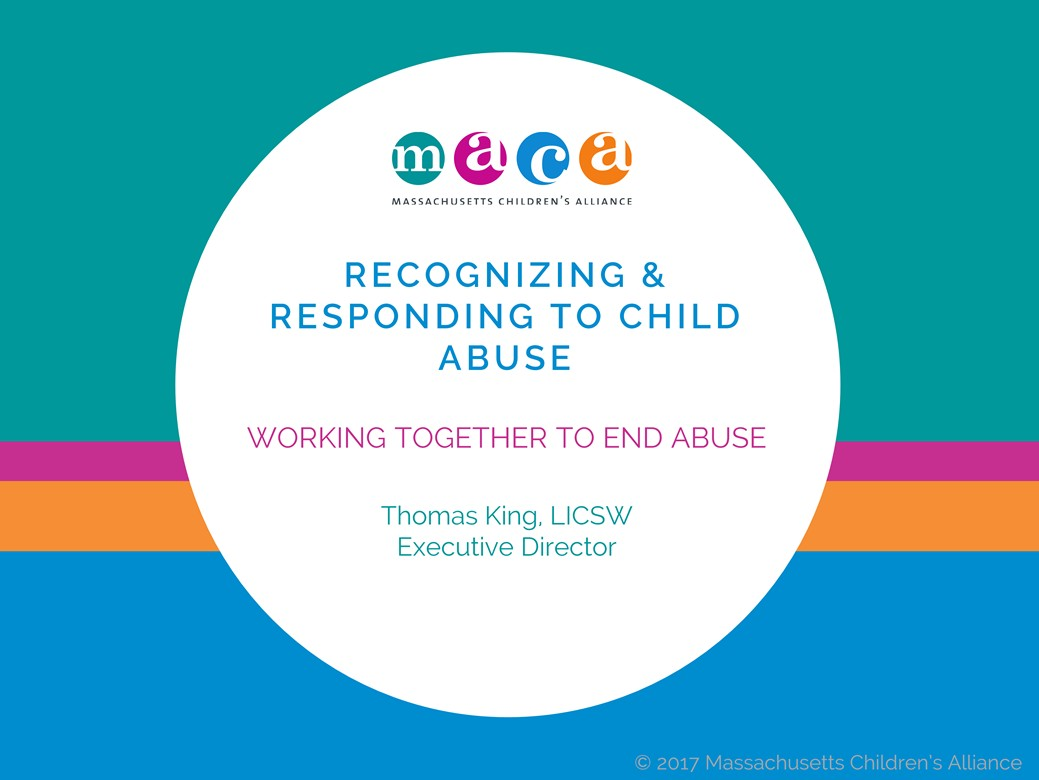 maca
MASSACHUSETTS CHILDREN'S ALLIANCE
RECOGNIZING &
RESPONDING TO CHILD
ABUSE
WORKING TOGETHER TO END ABUSE
Thomas King, LICSW
Executive Director
© 2017 Massachusetts Children's Alliance